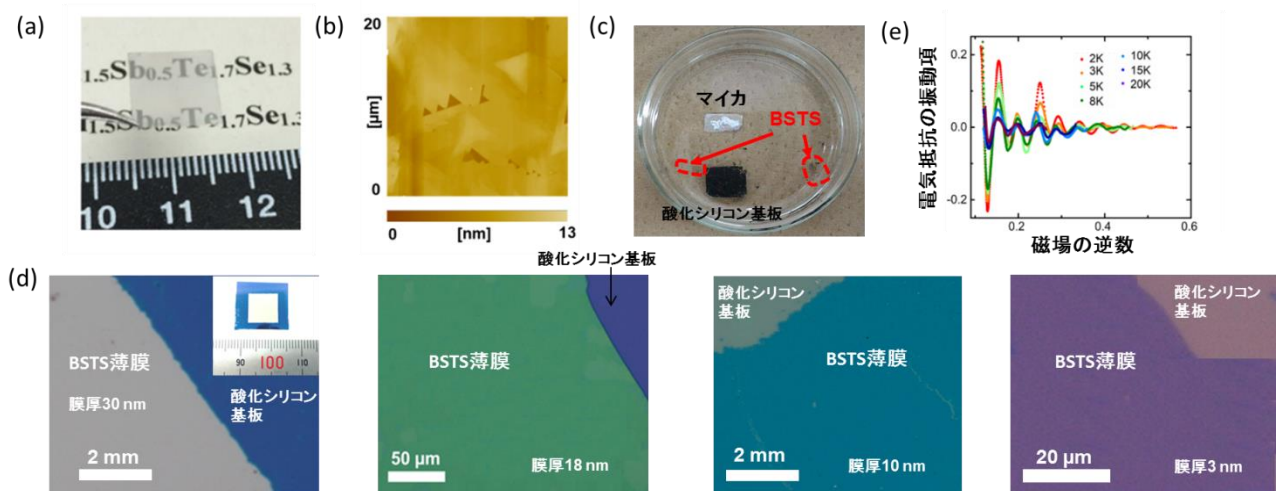 (a)
1.5Sb0.5Te1.7Se1.3
1.5Sb0.5Te1.7Se1.3
10 11 12
(b)
20
[μm]
0
0 [nm] 13
(c)
マイカ
BSTS
酸化シリコン基板
(e)
電気抵抗の振動項
0.2
0.0
-0.2
2K
3K
5K
8K
10K
15K
20K
0.2 0.4 0.6
磁場の逆数
(d)
BSTS薄膜
膜厚30 nm
2 mm
90 100 110
酸化シリコン
基板
酸化シリコン基板
BSTS薄膜
50 μm
膜厚18 nm
酸化シリコン
基板
BSTS薄膜
2 mm
膜厚10 nm
酸化シリコン
基板
BSTS薄膜
20 μm
膜厚3 nm